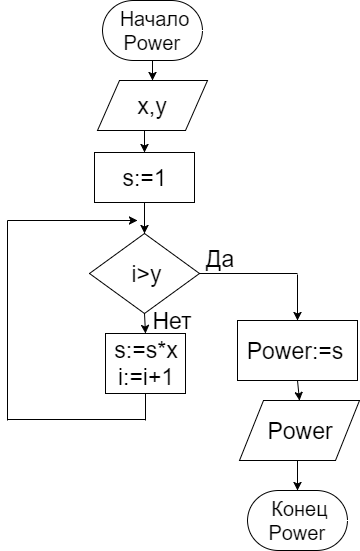 Начало
Power
x,y
s:=1
i>y
Да
Нет
s:=s*x
i:=i+1
Power:=s
Power
Конец
Power